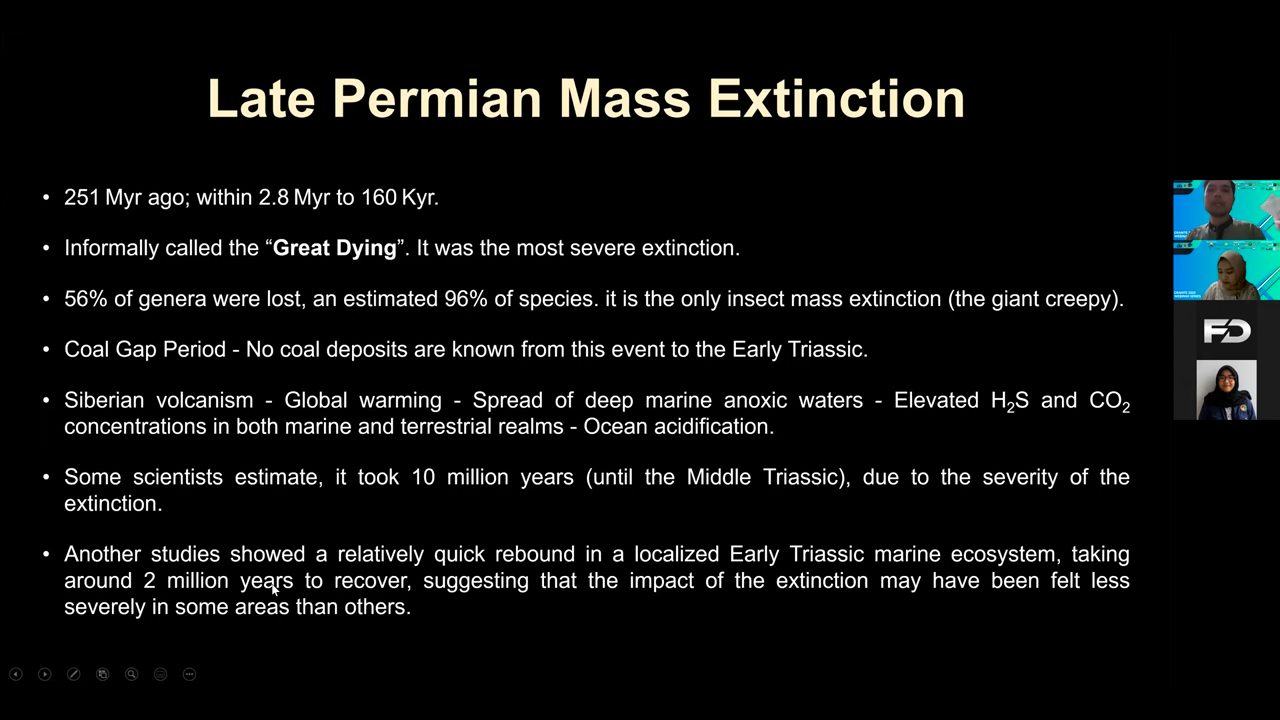 Late Permian Mass Extinction
• 251 Myr ago; within 2.8 Myr to 160 Kyr.
• Informally called the “Great Dying”. It was the most severe extinction.
• 56% of genera were lost, an estimated 96% of species. it is the only insect mass extinction (the giant creepy).
• Coal Gap Period - No coal deposits are known from this event to the Early Triassic.
• Siberian volcanism - Global warming - Spread of deep marine anoxic waters - Elevated H₂S and CO₂
concentrations in both marine and terrestrial realms - Ocean acidification.
• Some scientists estimate, it took 10 million years (until the Middle Triassic), due to the severity of the
extinction.
• Another studies showed a relatively quick rebound in a localized Early Triassic marine ecosystem, taking
around 2 million years to recover, suggesting that the impact of the extinction may have been felt less
severely in some areas than others.
FD